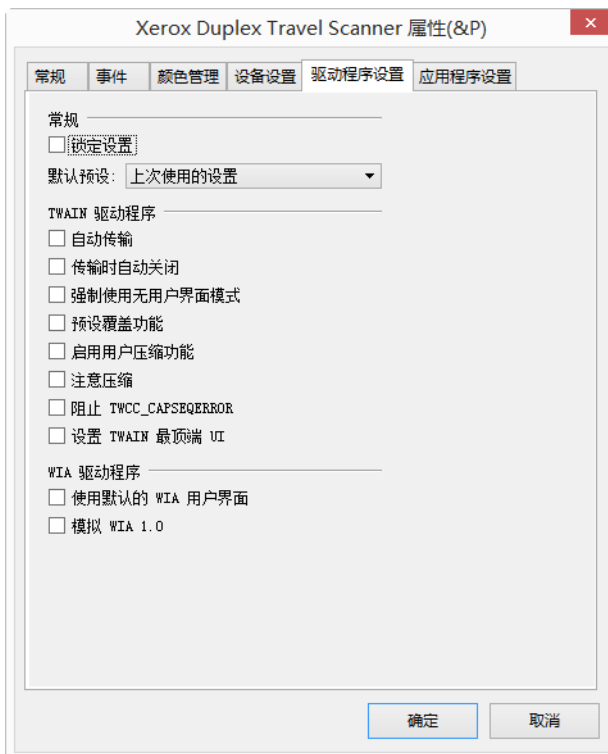 Xerox Duplex Travel Scanner 属性(&P)
常规 事件 颜色管理 设备设置 驱动程序设置 应用程序设置
常规
锁定设置
默认预设: 上次使用的设置
TWAIN 驱动程序
自动传输
传输时自动关闭
强制使用无用户界面模式
预设覆盖功能
启用用户压缩功能
注意压缩
阻止 TWCC_CAPSEQERROR
设置 TWAIN 最顶端 UI
WIA 驱动程序
使用默认的 WIA 用户界面
模拟 WIA 1.0
确定 取消